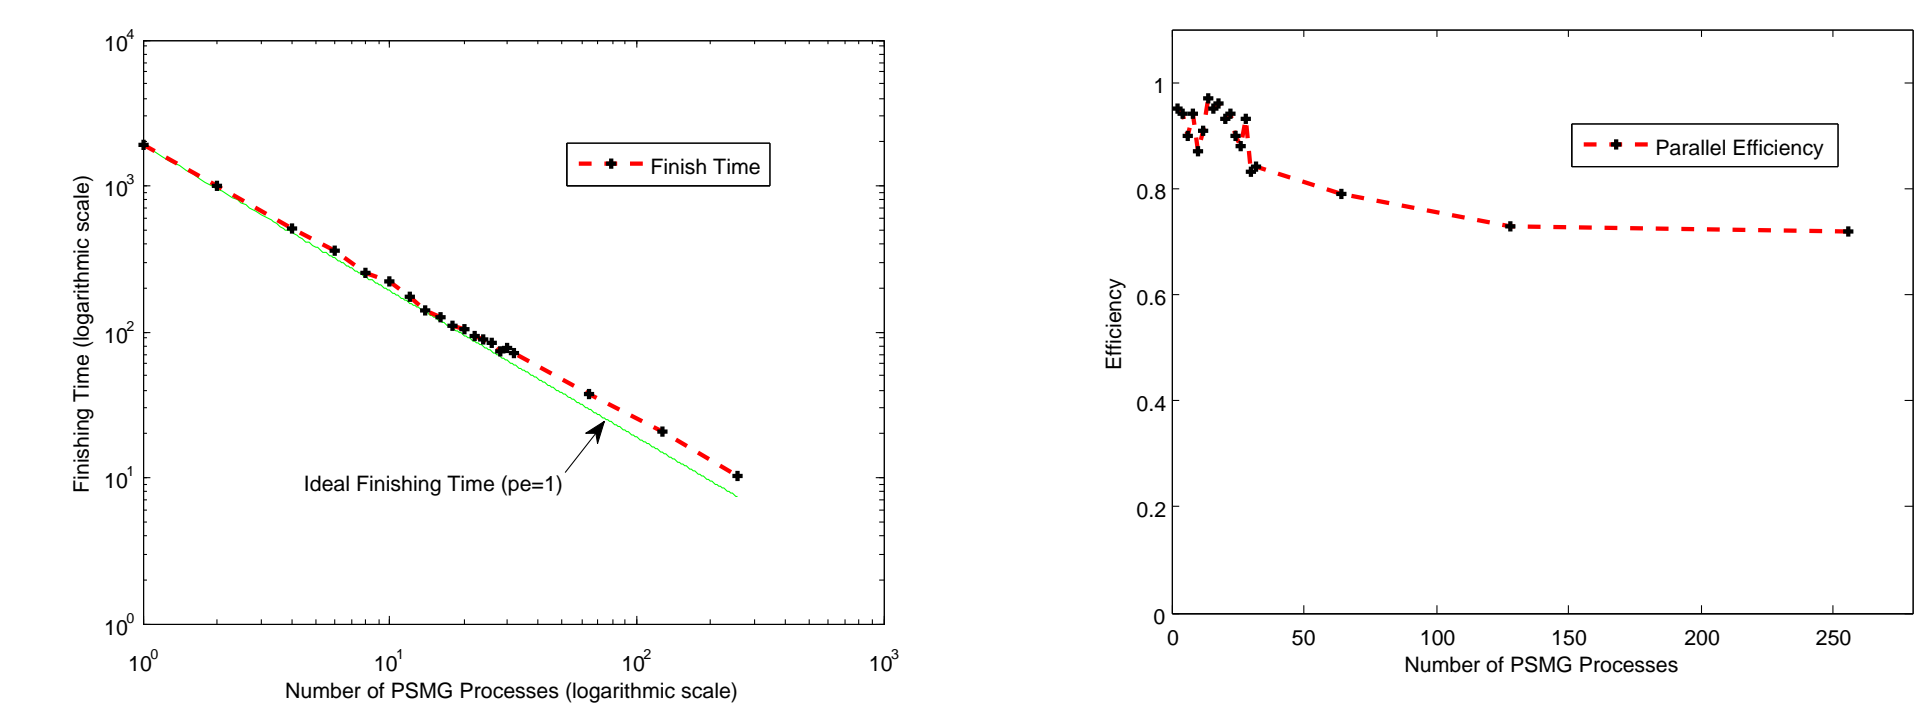 10^4
10^3
10^2
10^1
10^0
Finishing Time (logarithmic scale)
Finish Time
Ideal Finishing Time (pe=1)
10^0 10^1 10^2 10^3
Number of PSMG Processes (logarithmic scale)
1
0.8
0.6
0.4
0.2
0
Efficiency
Parallel Efficiency
0 50 100 150 200 250
Number of PSMG Processes